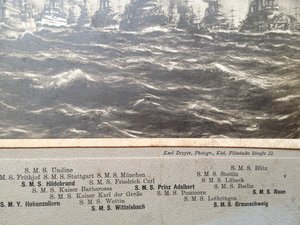 Karl Dreyer, Photogr., Kiel, Flämische Straße 22.
S. M. S. Undine S. M. S. Blitz
S. M. S. Frithjof S. M. S. Stuttgart S. M. S. München S. M. S. Stettin
S. M. S. Hildebrand S. M. S. Friedrich Carl S. M. S. Lübeck
S. M. S. Kaiser Barbarossa S. M. S. Prinz Adalbert S. M. S. Berlin
S. M. S. Kaiser Karl der Große S. M. S. Pommern S. M. S. Roon
S. M. Y. Hohenzollern S. M. S. Wettin S. M. S. Lothringen
S. M. S. Wittelsbach S. M. S. Braunschweig